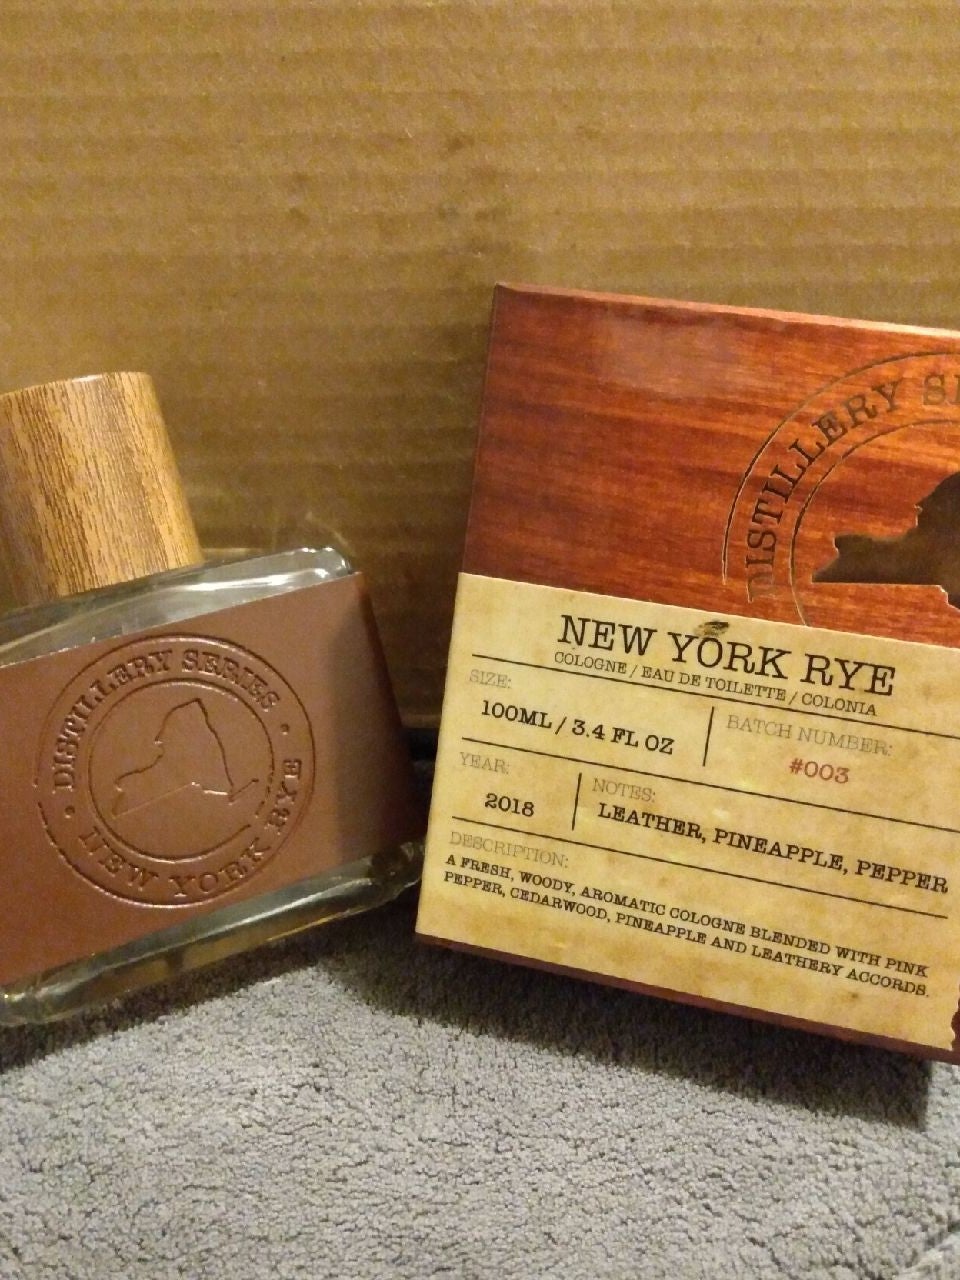 DISTILLERY SERIES
NEW YORK RYE
DISTILLERY
NEW YORK RYE
COLOGNE / EAU DE TOILETTE / COLONIA
SIZE:
100ML / 3.4 FL OZ
BATCH NUMBER:
#003
YEAR:
2018
NOTES:
LEATHER, PINEAPPLE, PEPPER
DESCRIPTION:
A FRESH, WOODY, AROMATIC COLOGNE BLENDED WITH PINK
PEPPER, CEDARWOOD, PINEAPPLE AND LEATHERY ACCORDS.